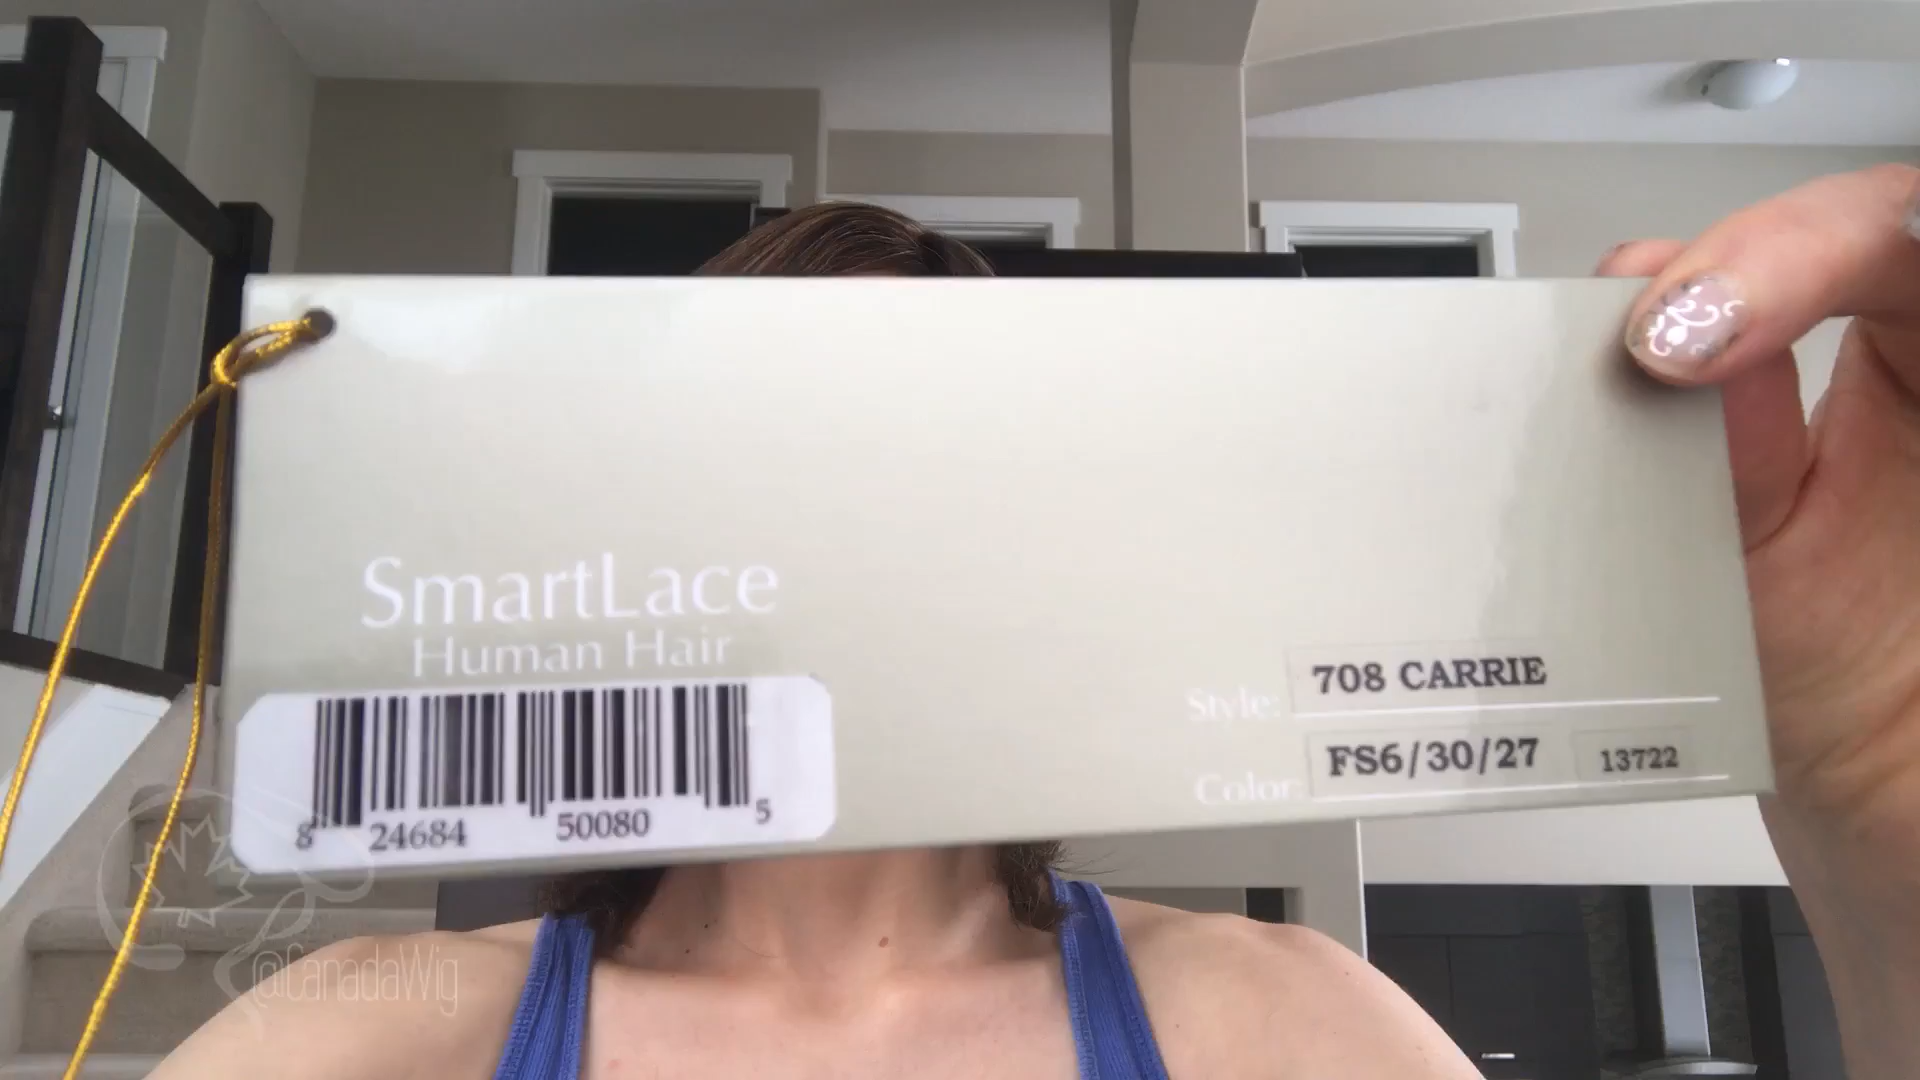 SmartLace
Human Hair
8 24684 50080 5
Style: 708 CARRIE
Color: FS6/30/27 13722
@CanadaWig